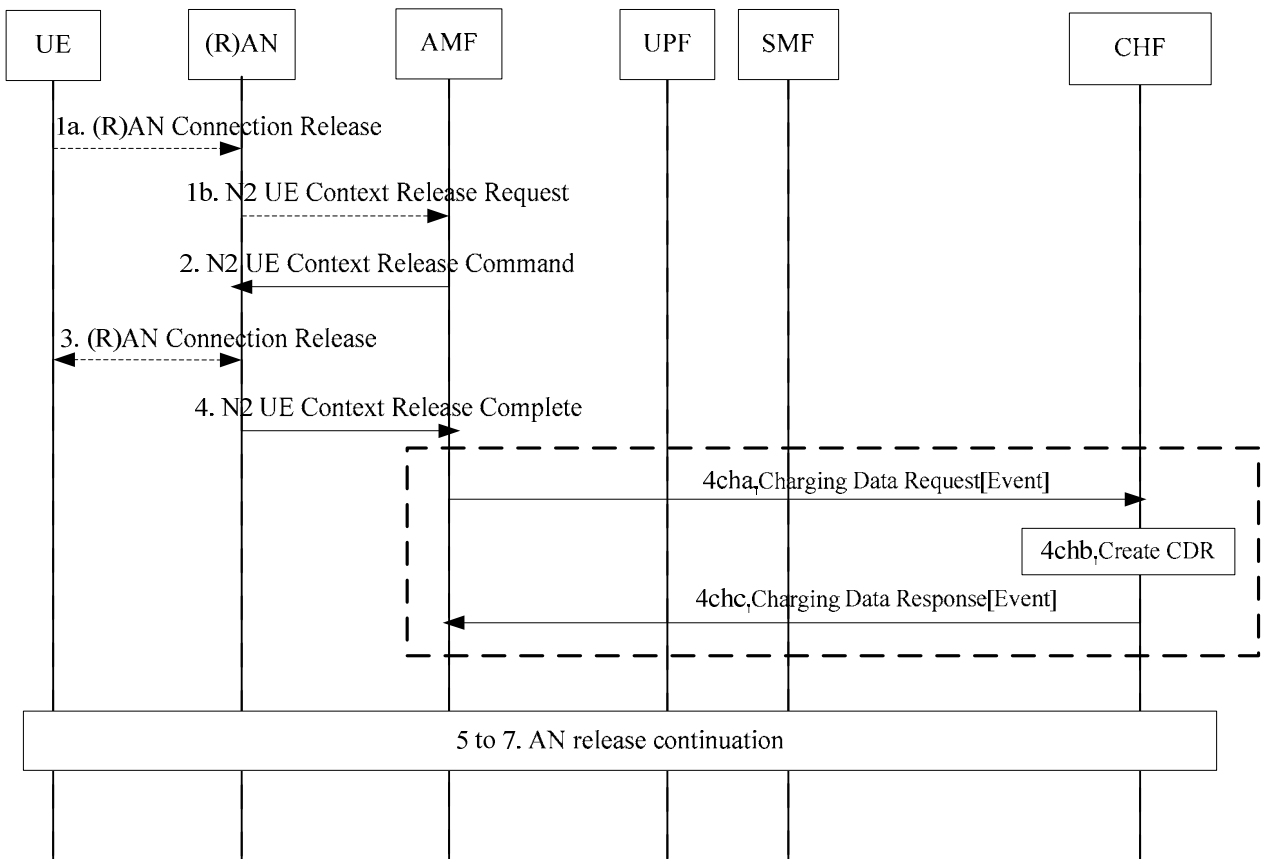 UE
(R)AN
AMF
UPF
SMF
CHF
1a. (R)AN Connection Release
1b. N2 UE Context Release Request
2. N2 UE Context Release Command
3. (R)AN Connection Release
4. N2 UE Context Release Complete
4cha,Charging Data Request[Event]
4chb,Create CDR
4chc,Charging Data Response[Event]
5 to 7. AN release continuation